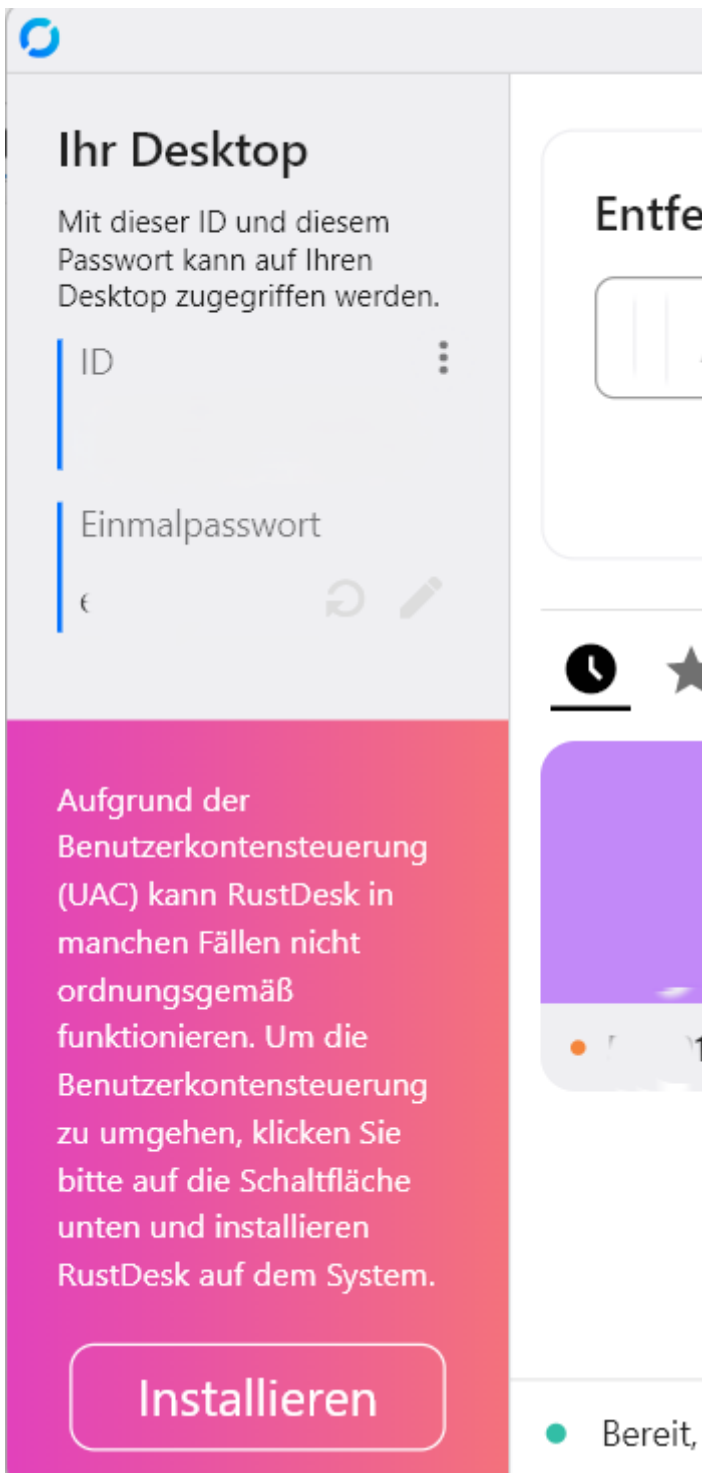 Ihr Desktop
Mit dieser ID und diesem
Passwort kann auf Ihren
Desktop zugegriffen werden.
ID
Einmalpasswort
Aufgrund der
Benutzerkontensteuerung
(UAC) kann RustDesk in
manchen Fällen nicht
ordnungsgemäß
funktionieren. Um die
Benutzerkontensteuerung
zu umgehen, klicken Sie
bitte auf die Schaltfläche
unten und installieren
RustDesk auf dem System.
Installieren
Entfe
Bereit,